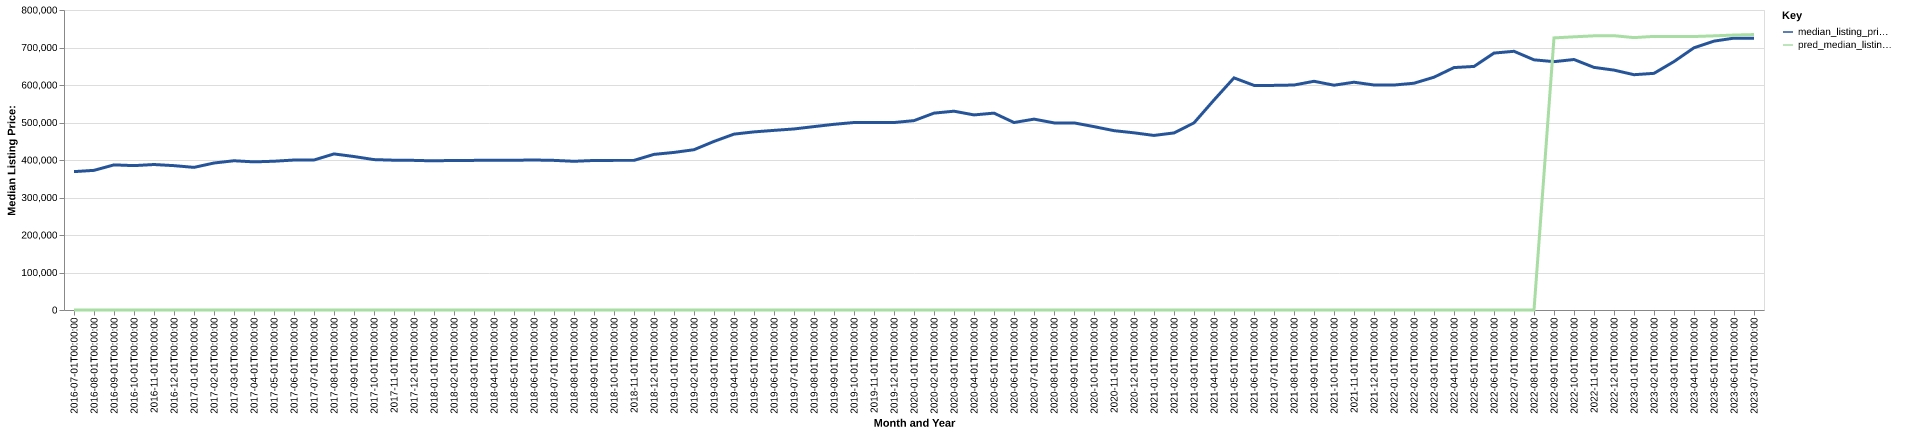 800,000
700,000
600,000
500,000
400,000
300,000
200,000
100,000
0
Median Listing Price:
2016-07-01T00:00:00
2016-08-01T00:00:00
2016-09-01T00:00:00
2016-10-01T00:00:00
2016-11-01T00:00:00
2016-12-01T00:00:00
2017-01-01T00:00:00
2017-02-01T00:00:00
2017-03-01T00:00:00
2017-04-01T00:00:00
2017-05-01T00:00:00
2017-06-01T00:00:00
2017-07-01T00:00:00
2017-08-01T00:00:00
2017-09-01T00:00:00
2017-10-01T00:00:00
2017-11-01T00:00:00
2017-12-01T00:00:00
2018-01-01T00:00:00
2018-02-01T00:00:00
2018-03-01T00:00:00
2018-04-01T00:00:00
2018-05-01T00:00:00
2018-06-01T00:00:00
2018-07-01T00:00:00
2018-08-01T00:00:00
2018-09-01T00:00:00
2018-10-01T00:00:00
2018-11-01T00:00:00
2018-12-01T00:00:00
2019-01-01T00:00:00
2019-02-01T00:00:00
2019-03-01T00:00:00
2019-04-01T00:00:00
2019-05-01T00:00:00
2019-06-01T00:00:00
2019-07-01T00:00:00
2019-08-01T00:00:00
2019-09-01T00:00:00
2019-10-01T00:00:00
2019-11-01T00:00:00
2019-12-01T00:00:00
2020-01-01T00:00:00
2020-02-01T00:00:00
2020-03-01T00:00:00
2020-04-01T00:00:00
2020-05-01T00:00:00
2020-06-01T00:00:00
2020-07-01T00:00:00
2020-08-01T00:00:00
2020-09-01T00:00:00
2020-10-01T00:00:00
2020-11-01T00:00:00
2020-12-01T00:00:00
2021-01-01T00:00:00
2021-02-01T00:00:00
2021-03-01T00:00:00
2021-04-01T00:00:00
2021-05-01T00:00:00
2021-06-01T00:00:00
2021-07-01T00:00:00
2021-08-01T00:00:00
2021-09-01T00:00:00
2021-10-01T00:00:00
2021-11-01T00:00:00
2021-12-01T00:00:00
2022-01-01T00:00:00
2022-02-01T00:00:00
2022-03-01T00:00:00
2022-04-01T00:00:00
2022-05-01T00:00:00
2022-06-01T00:00:00
2022-07-01T00:00:00
2022-08-01T00:00:00
2022-09-01T00:00:00
2022-10-01T00:00:00
2022-11-01T00:00:00
2022-12-01T00:00:00
2023-01-01T00:00:00
2023-02-01T00:00:00
2023-03-01T00:00:00
2023-04-01T00:00:00
2023-05-01T00:00:00
2023-06-01T00:00:00
2023-07-01T00:00:00
Month and Year
Key
median_listing_pri…
pred_median_listin…